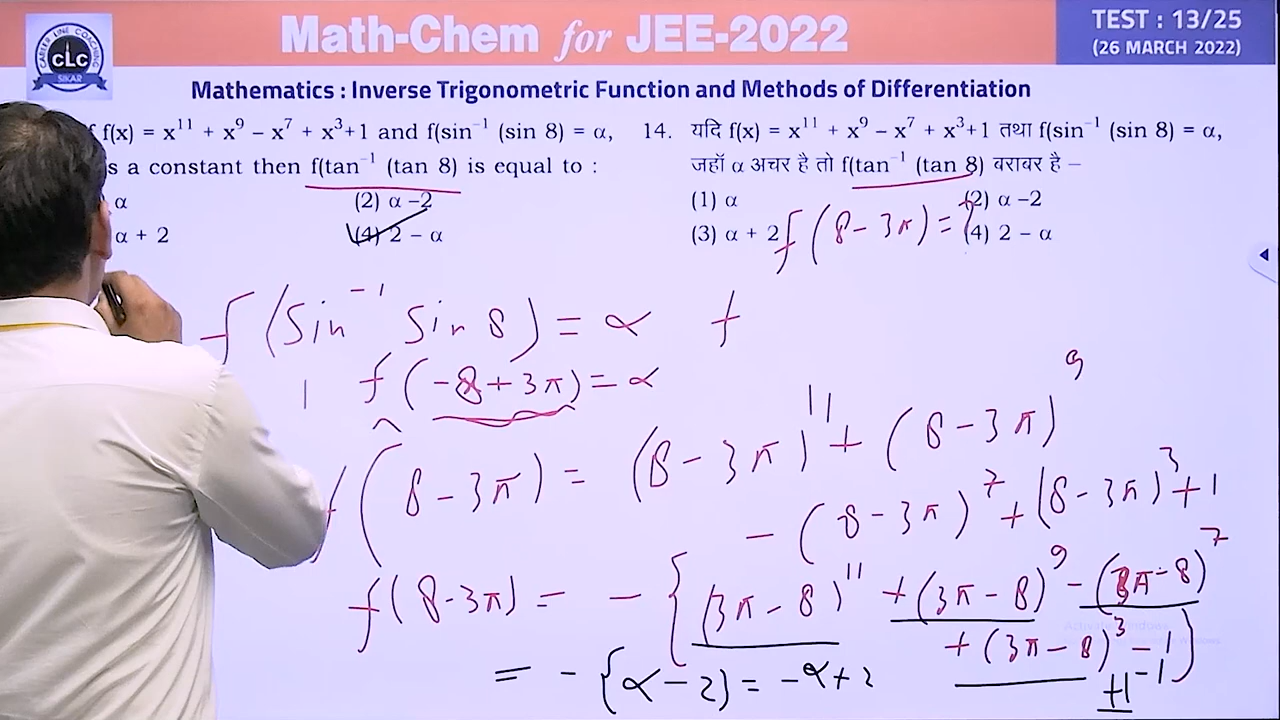 CAREER LINE COACHING
CLC
SIKAR
Math-Chem for JEE-2022
TEST : 13/25
(26 MARCH 2022)
Mathematics : Inverse Trigonometric Function and Methods of Differentiation
f(x) = x¹¹ + x⁹ – x⁷ + x³+1 and f(sin⁻¹ (sin 8) = α,
s a constant then f(tan⁻¹ (tan 8) is equal to :
α
(2) α –2
α + 2
(4) 2 – α
14. यदि f(x) = x¹¹ + x⁹ – x⁷ + x³+1 तथा f(sin⁻¹ (sin 8) = α,
जहाँ α अचर है तो f(tan⁻¹ (tan 8) बराबर है –
(1) α
(2) α –2
(3) α + 2
(4) 2 – α
f(8-3π) = ?
f(Sin⁻¹ Sin 8) = α f
f(-8+3π) = α
f(8-3π) = (8-3π)¹¹ + (8-3π)⁹
- (8-3π)⁷ + (8-3π)³ + 1
f(8-3π) = - { (3π-8)¹¹ + (3π-8)⁹ - (3π-8)⁷
+ (3π-8)³ - 1 }
+1 -1
= - {α-2) = -α+2
Activate Windows